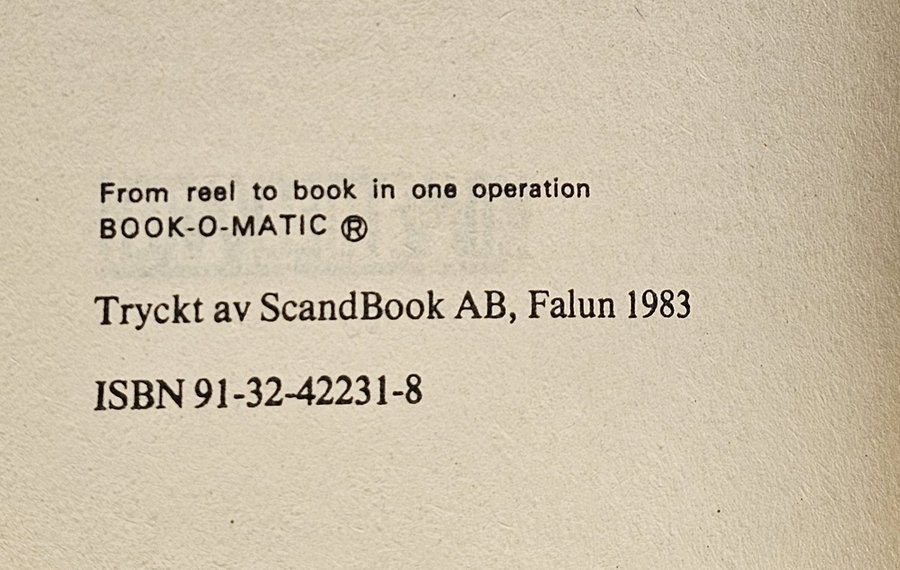 From reel to book in one operation
BOOK-O-MATIC ®
Tryckt av ScandBook AB, Falun 1983
ISBN 91-32-42231-8